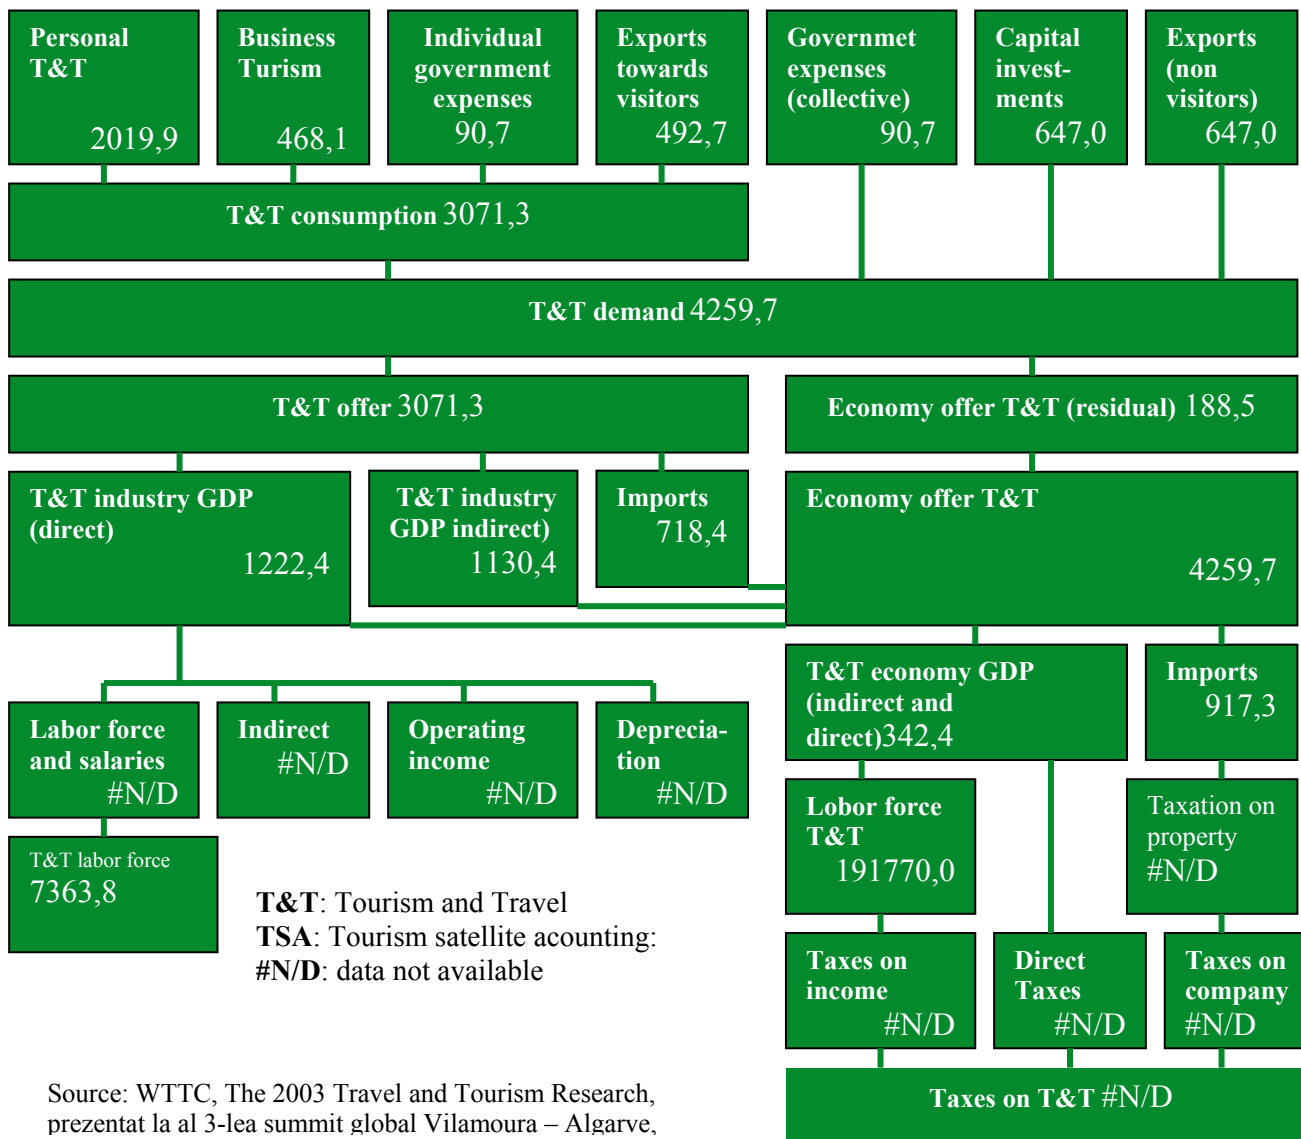 Personal
T&T
2019,9
Business
Turism
468,1
Individual
government
expenses
90,7
Exports
towards
visitors
492,7
Governmet
expenses
(collective)
90,7
Capital
invest-
ments
647,0
Exports
(non
visitors)
647,0
T&T consumption 3071,3
T&T demand 4259,7
T&T offer 3071,3
Economy offer T&T (residual) 188,5
T&T industry GDP
(direct)
1222,4
T&T industry
GDP indirect)
1130,4
Imports
718,4
Economy offer T&T
4259,7
T&T economy GDP
(indirect and
direct)342,4
Imports
917,3
Labor force
and salaries
#N/D
Indirect
#N/D
Operating
income
#N/D
Deprecia-
tion
#N/D
Lobor force
T&T
191770,0
Taxation on
property
#N/D
T&T labor force
7363,8
T&T: Tourism and Travel
TSA: Tourism satellite acounting:
#N/D: data not available
Taxes on
income
#N/D
Direct
Taxes
#N/D
Taxes on
company
#N/D
Taxes on T&T #N/D
Source: WTTC, The 2003 Travel and Tourism Research,
prezentat la al 3-lea summit global Vilamoura – Algarve,